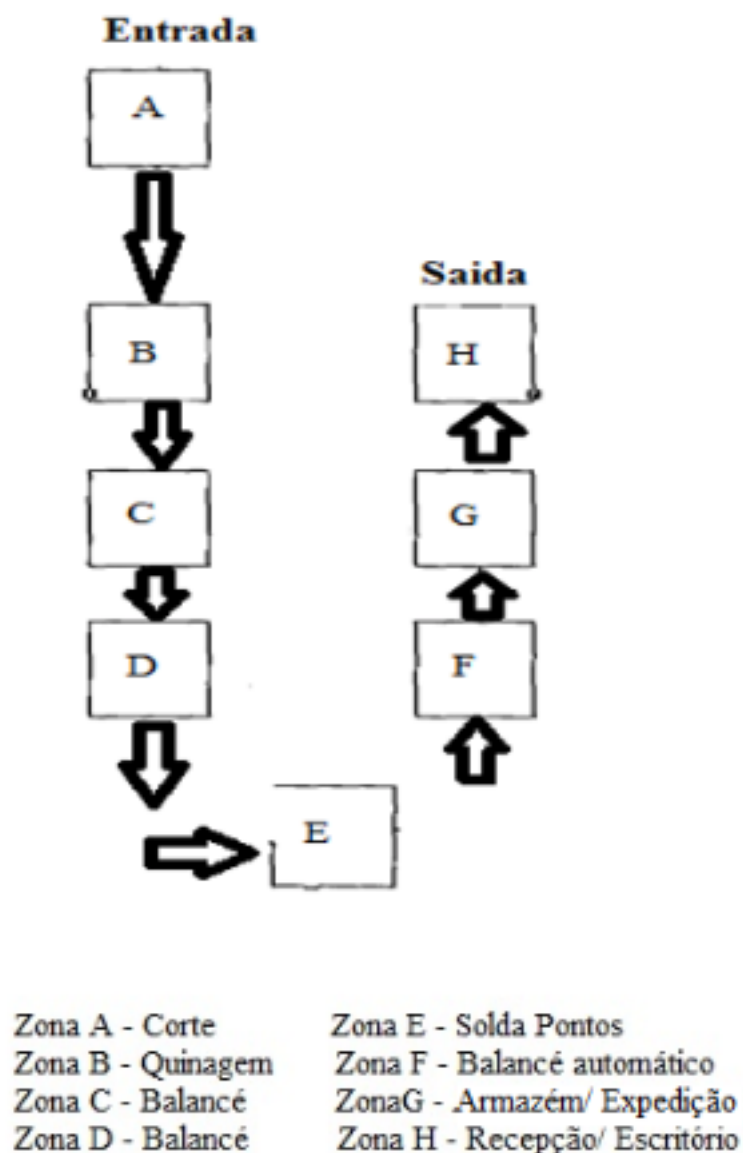 Entrada
A
Saida
B
H
C
G
D
F
E
Zona A - Corte
Zona E - Solda Pontos
Zona B - Quinagem
Zona F - Balancé automático
Zona C - Balancé
ZonaG - Armazém/ Expedição
Zona D - Balancé
Zona H - Recepção/ Escritório